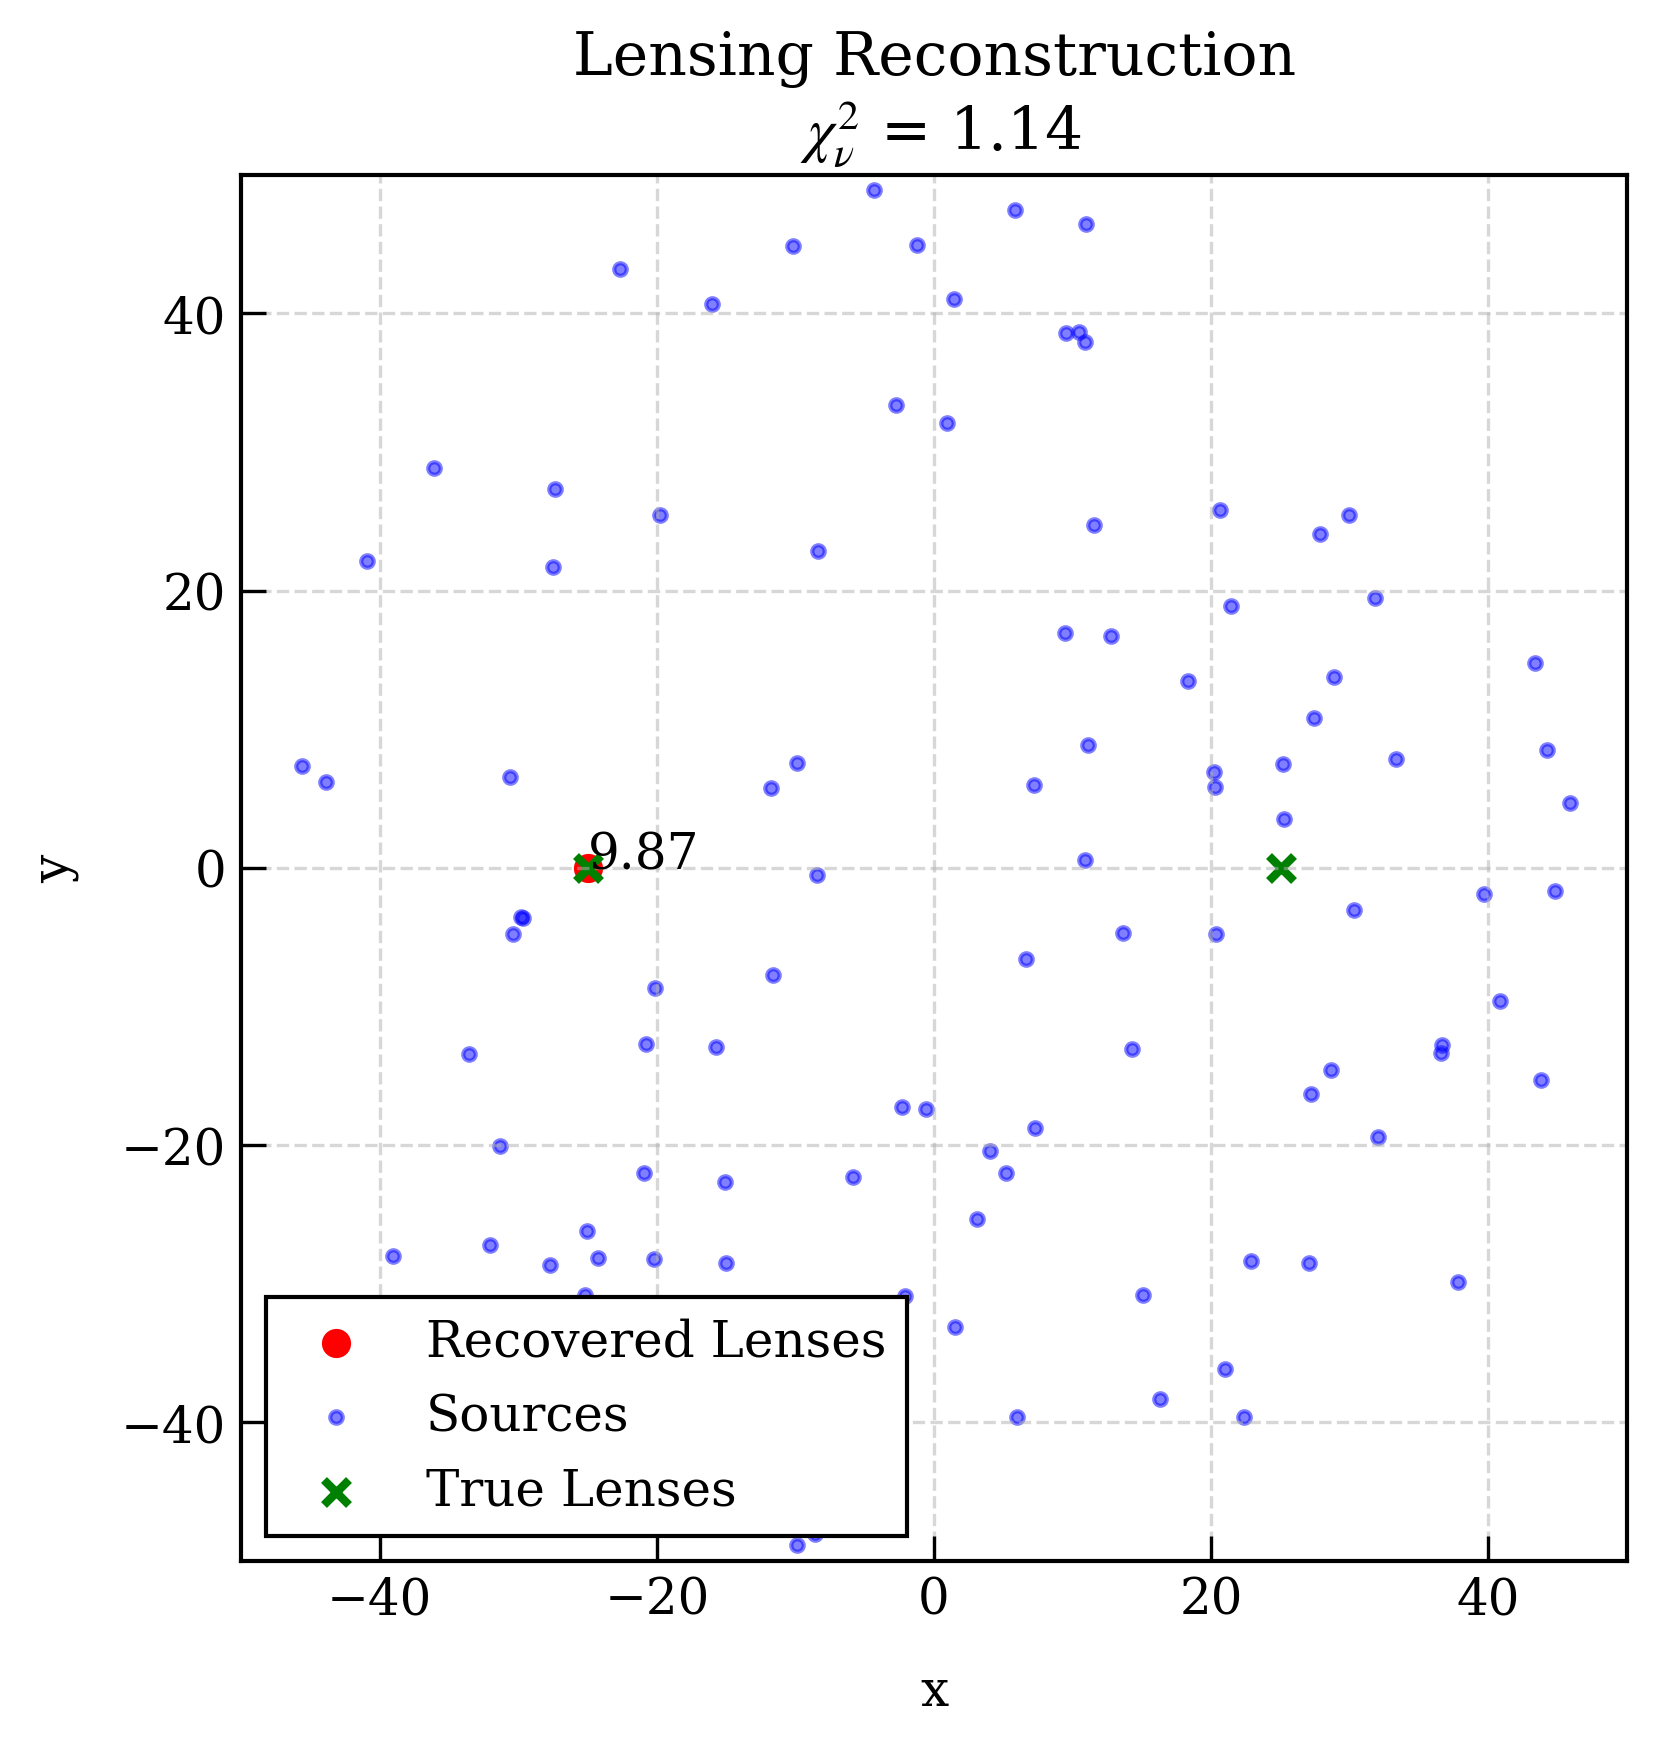 Lensing Reconstruction
χ²_ν = 1.14
40
20
0
−20
−40
y
9.87
Recovered Lenses
Sources
True Lenses
−40 −20 0 20 40
x